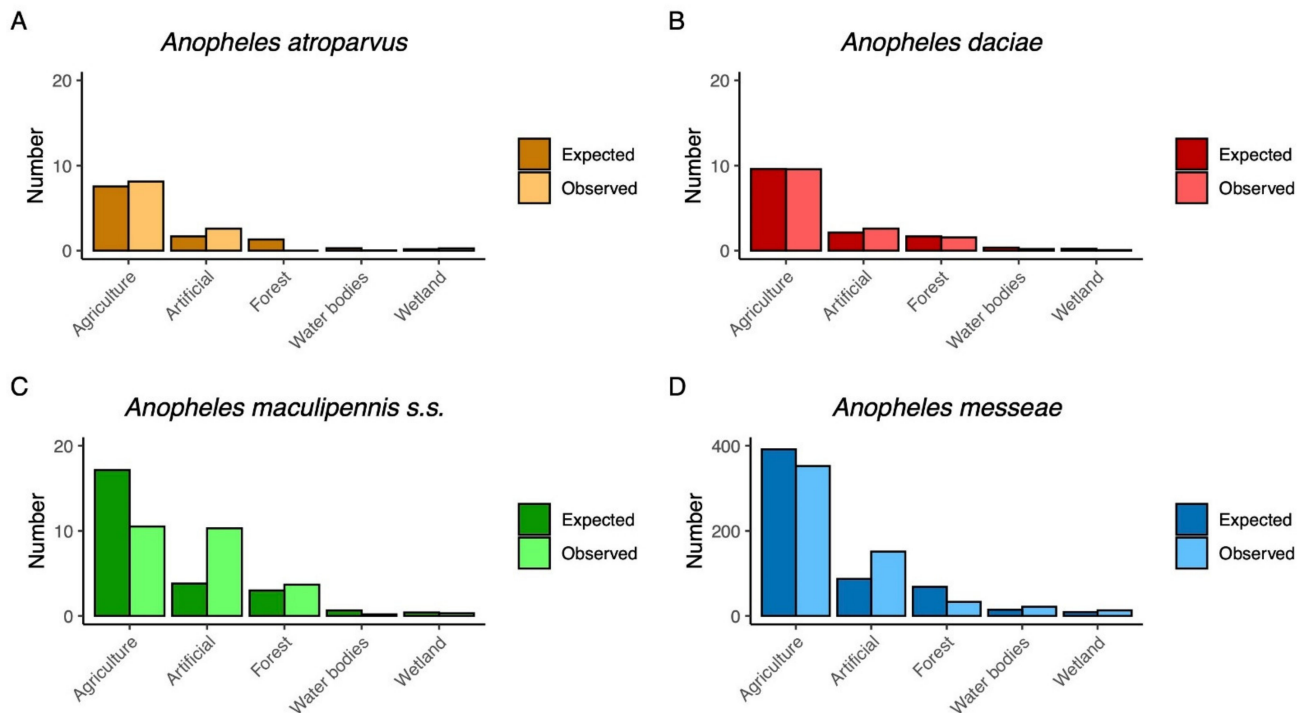 A
Anopheles atroparvus
Number
20
10
0
Agriculture
Artificial
Forest
Water bodies
Wetland
Expected
Observed
B
Anopheles daciae
Number
20
10
0
Agriculture
Artificial
Forest
Water bodies
Wetland
Expected
Observed
C
Anopheles maculipennis s.s.
Number
20
10
0
Agriculture
Artificial
Forest
Water bodies
Wetland
Expected
Observed
D
Anopheles messeae
Number
400
200
0
Agriculture
Artificial
Forest
Water bodies
Wetland
Expected
Observed